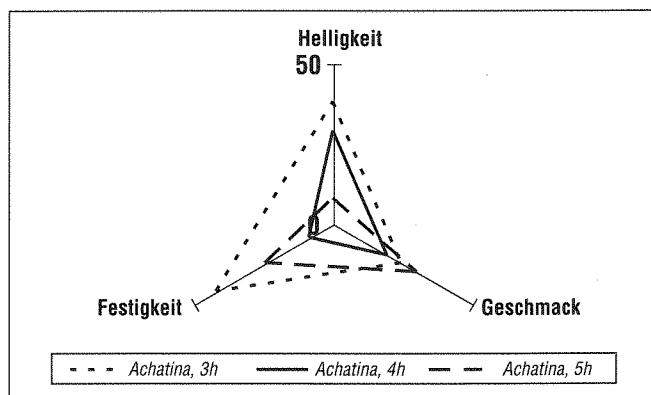 Helligkeit
50
0
Festigkeit
Geschmack
Achatina, 3h
Achatina, 4h
Achatina, 5h